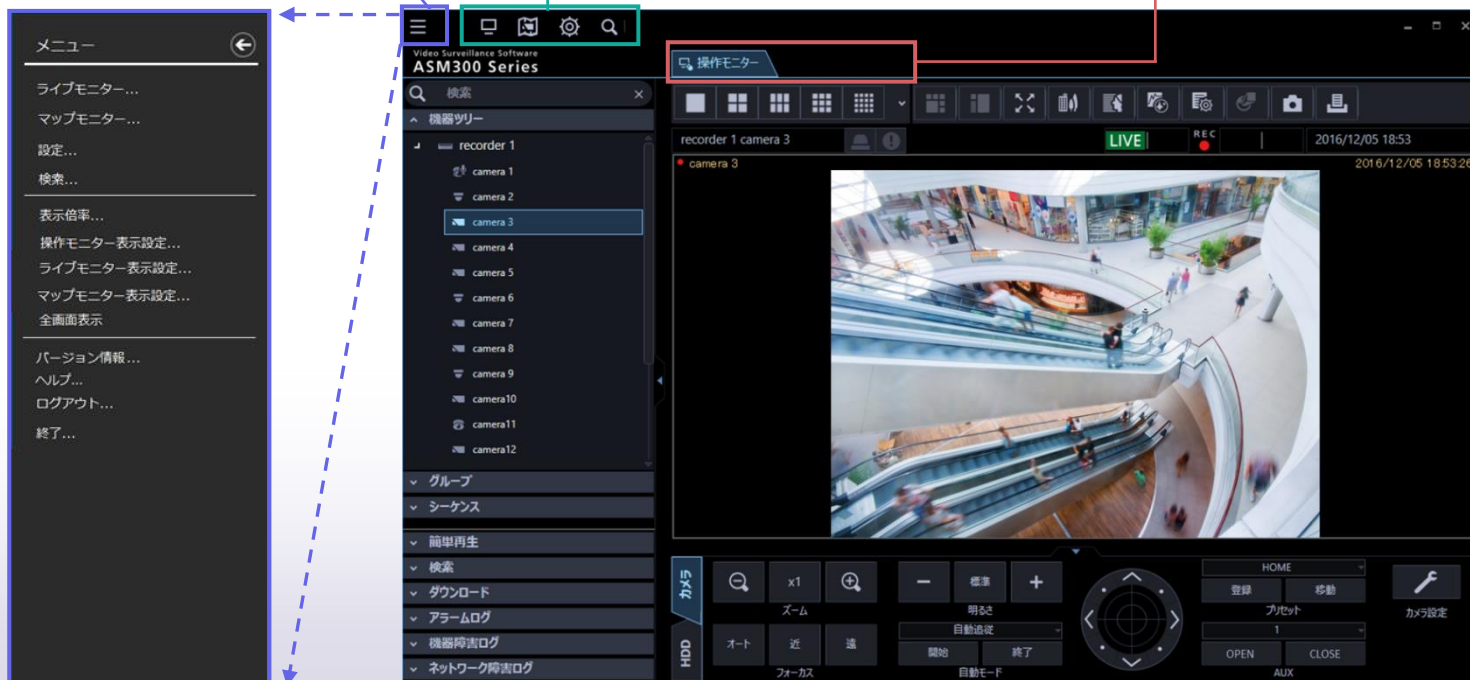 メニュー
ライブモニター...
マップモニター...
設定...
検索...
表示倍率...
操作モニター表示設定...
ライブモニター表示設定...
マップモニター表示設定...
全画面表示
バージョン情報...
ヘルプ...
ログアウト...
終了...
Video Surveillance Software
ASM300 Series
検索
機器ツリー
recorder 1
camera 1
camera 2
camera 3
camera 4
camera 5
camera 6
camera 7
camera 8
camera 9
camera10
camera11
camera12
グループ
シーケンス
簡単再生
検索
ダウンロード
アラームログ
機器障害ログ
ネットワーク障害ログ
操作モニター
recorder 1 camera 3
LIVE
REC
2016/12/05 18:53
camera 3
2016/12/05 18:53:26
カメラ
HDD
x1
ズーム
オート
近
遠
フォーカス
標準
明るさ
自動追従
開始
終了
自動モード
HOME
登録
移動
プリセット
1
OPEN
CLOSE
AUX
カメラ設定